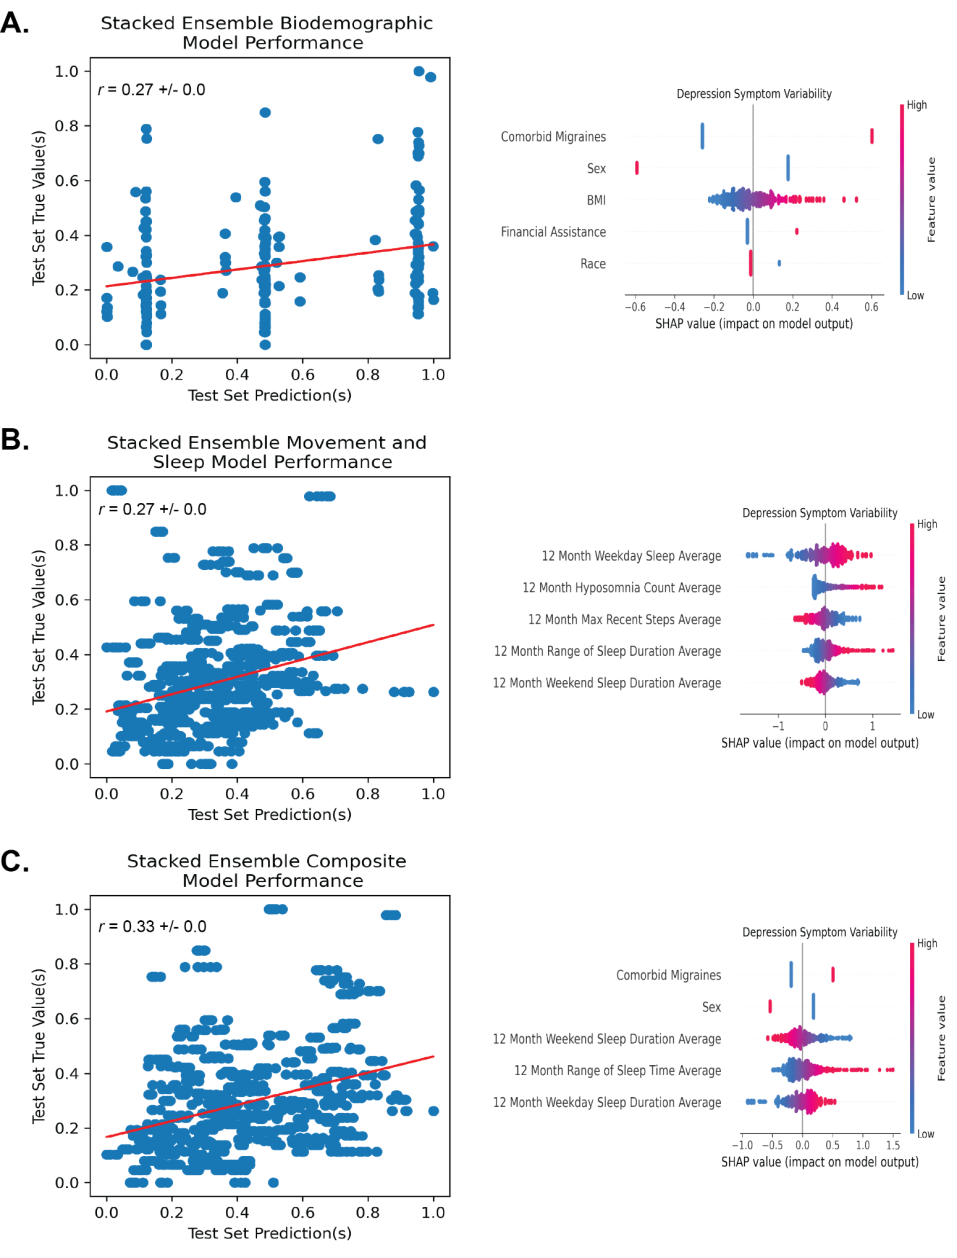 A.
Stacked Ensemble Biodemographic
Model Performance
r = 0.27 +/- 0.0
Test Set True Value(s)
1.0
0.8
0.6
0.4
0.2
0.0
0.0 0.2 0.4 0.6 0.8 1.0
Test Set Prediction(s)
Depression Symptom Variability
Comorbid Migraines
Sex
BMI
Financial Assistance
Race
−0.6 −0.4 −0.2 0.0 0.2 0.4 0.6
SHAP value (impact on model output)
High
Feature value
Low
B.
Stacked Ensemble Movement and
Sleep Model Performance
r = 0.27 +/- 0.0
Test Set True Value(s)
1.0
0.8
0.6
0.4
0.2
0.0
0.0 0.2 0.4 0.6 0.8 1.0
Test Set Prediction(s)
Depression Symptom Variability
12 Month Weekday Sleep Average
12 Month Hyposomnia Count Average
12 Month Max Recent Steps Average
12 Month Range of Sleep Duration Average
12 Month Weekend Sleep Duration Average
−1 0 1
SHAP value (impact on model output)
High
Feature value
Low
C.
Stacked Ensemble Composite
Model Performance
r = 0.33 +/- 0.0
Test Set True Value(s)
1.0
0.8
0.6
0.4
0.2
0.0
0.0 0.2 0.4 0.6 0.8 1.0
Test Set Prediction(s)
Depression Symptom Variability
Comorbid Migraines
Sex
12 Month Weekend Sleep Duration Average
12 Month Range of Sleep Time Average
12 Month Weekday Sleep Duration Average
−1.0 −0.5 0.0 0.5 1.0 1.5
SHAP value (impact on model output)
High
Feature value
Low